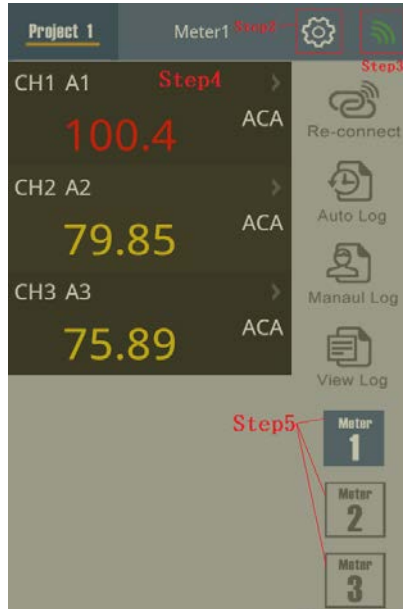 Project 1
Meter1
Step2
Step3
CH1 A1
Step4
100.4
ACA
Re-connect
CH2 A2
79.85
ACA
Auto Log
CH3 A3
75.89
ACA
Manaul Log
View Log
Step5
Meter
1
Meter
2
Meter
3